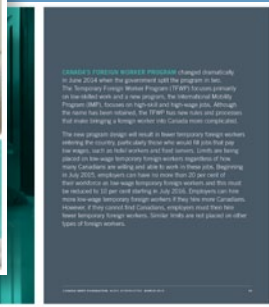 CANADA'S FOREIGN WORKER PROGRAM changed dramatically
in June 2014 when the government split the program in two.
The Temporary Foreign Worker Program (TFWP) focuses primarily
on low-skilled work and a new program, the International Mobility
Program (IMP), focuses on high-skill and high-wage jobs. Although
the name has been retained, the TFWP has new rules and processes
that make bringing a foreign worker into Canada more complicated.
The new program design will result in fewer temporary foreign workers
entering the country, particularly those who would fill jobs that pay
low wages, such as hotel workers and food servers. Limits are being
placed on low-wage temporary foreign workers regardless of how
many Canadians are willing and able to work in these jobs. Beginning
in July 2015, employers can have no more than 20 per cent of
their workforce as low-wage temporary foreign workers and this must
be reduced to 10 per cent starting in July 2016. Employers can hire
more low-wage temporary foreign workers if they hire more Canadians.
However, if they cannot find Canadians, employers must then hire
fewer temporary foreign workers. Similar limits are not placed on other
types of foreign workers.